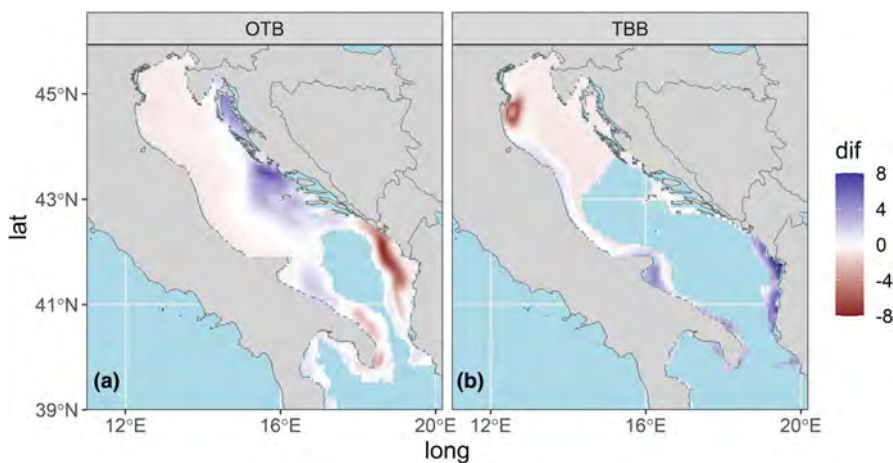 OTB
TBB
45°N
43°N
41°N
39°N
lat
(a)
(b)
12°E
16°E
20°E
12°E
16°E
20°E
long
dif
8
4
0
-4
-8